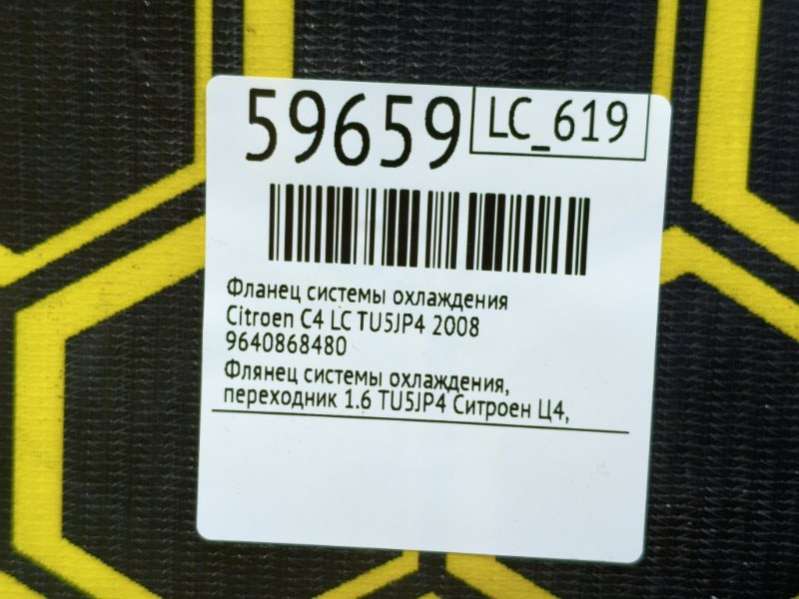 59659
LC_619
Фланец системы охлаждения
Citroen C4 LC TU5JP4 2008
9640868480
Флянец системы охлаждения,
переходник 1.6 TU5JP4 Ситроен Ц4,